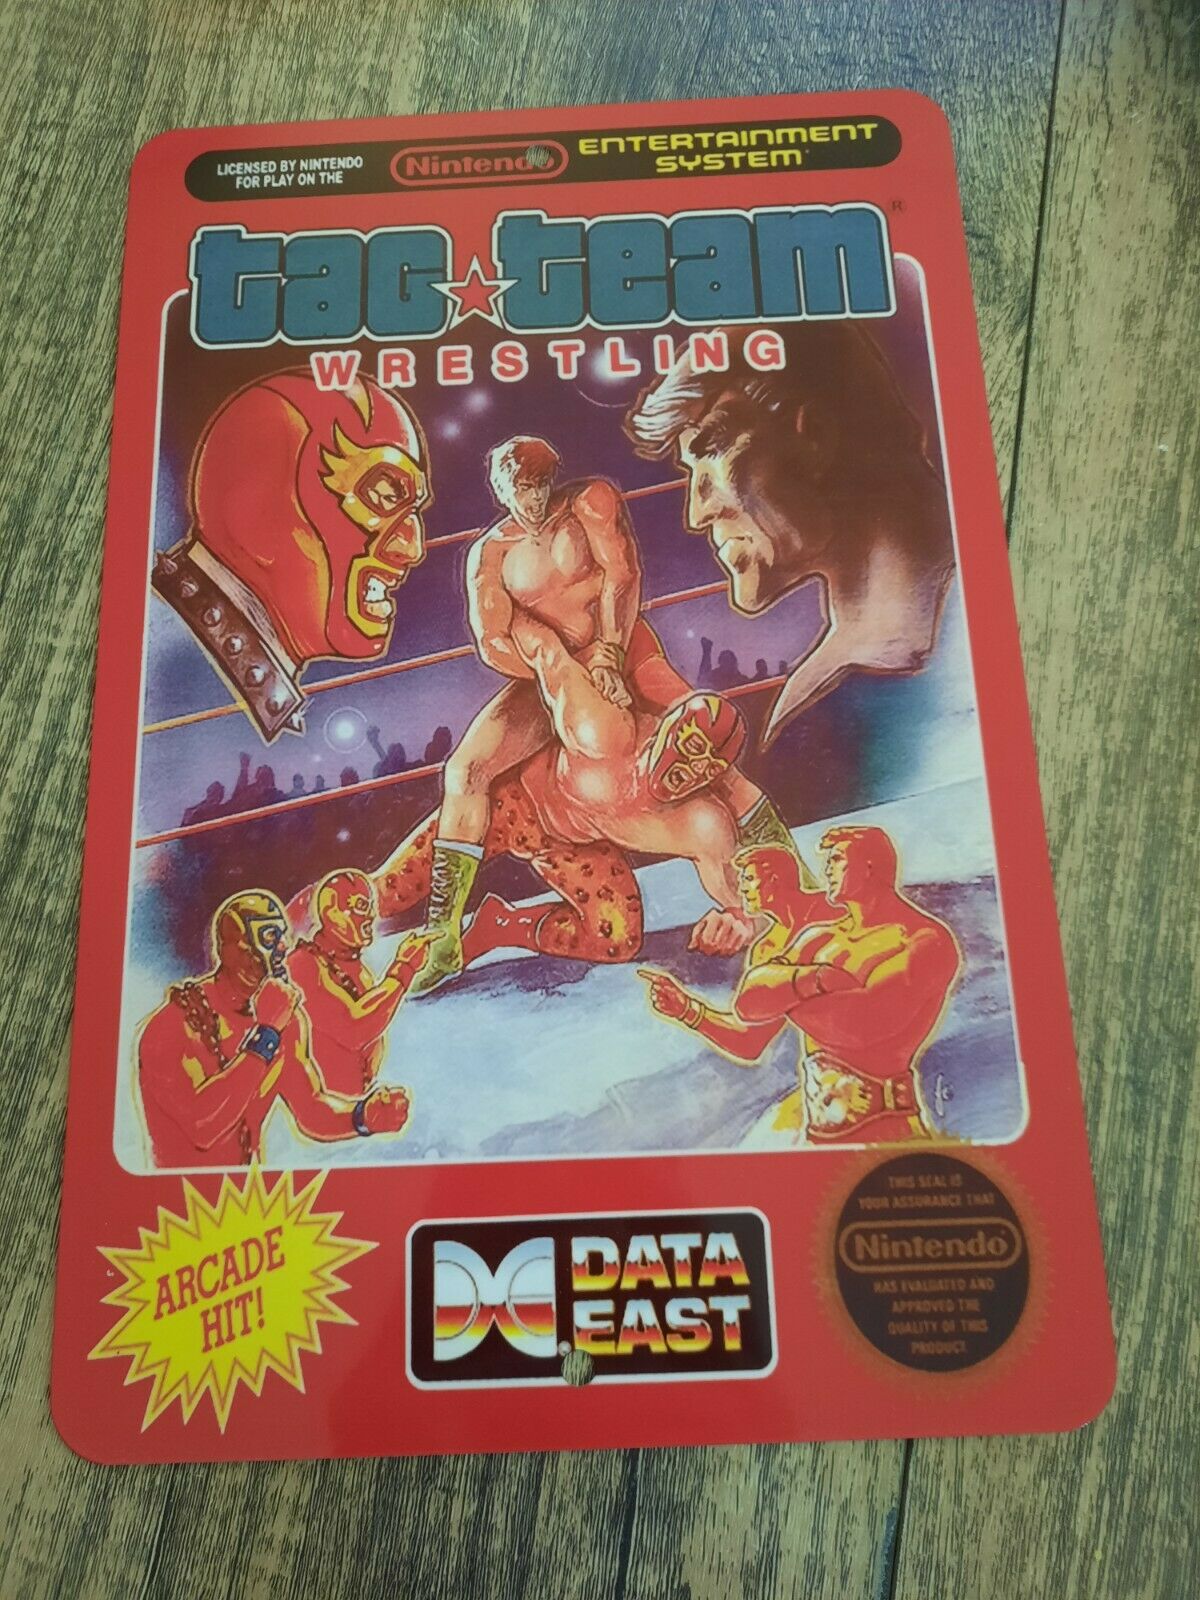 LICENSED BY NINTENDO
FOR PLAY ON THE
Nintendo
ENTERTAINMENT
SYSTEM
tag team ®
WRESTLING
ARCADE
HIT!
DATA
EAST
®
THIS SEAL IS
YOUR ASSURANCE THAT
Nintendo
HAS EVALUATED AND
APPROVED THE
QUALITY OF THIS
PRODUCT.